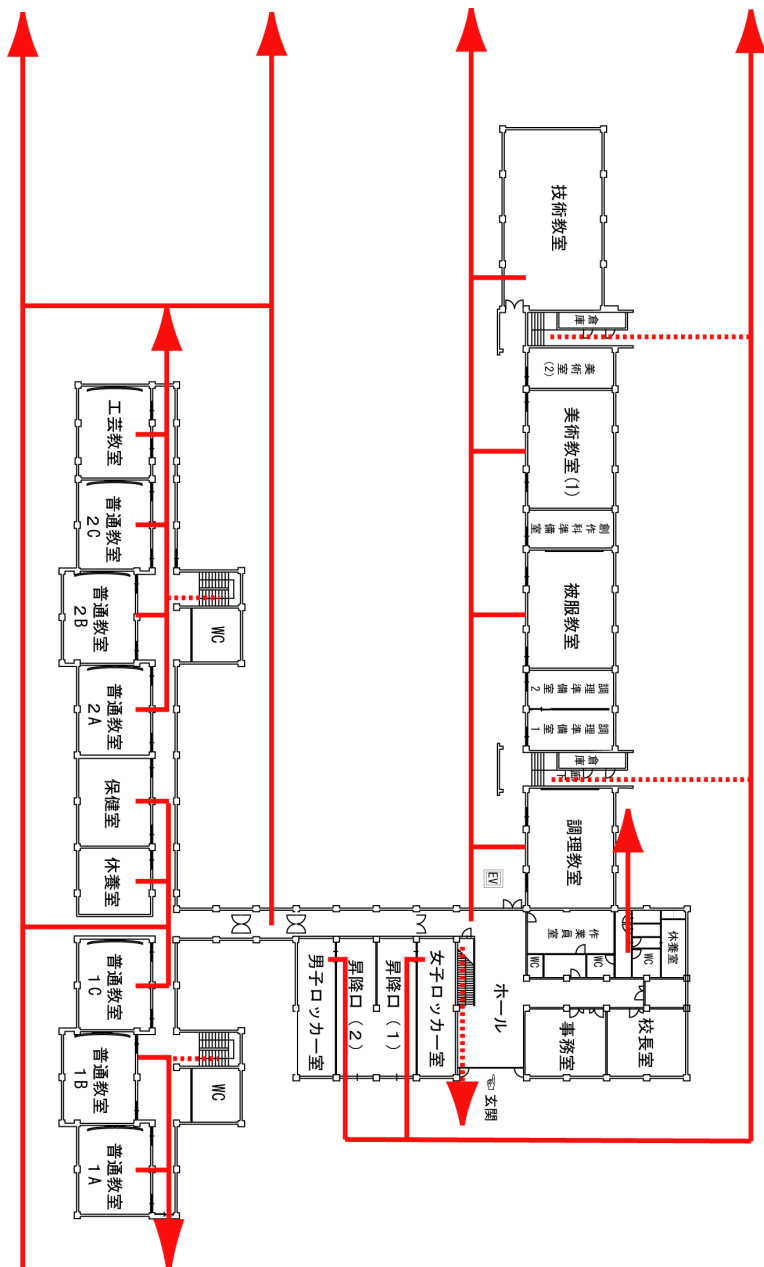 技術教室
倉庫
美術室(2)
美術教室(1)
創作科準備室
被服教室
調理準備室2
調理準備室1
倉庫
調理教室
EV
作業員室
WC
WC
WC
休養室
ホール
事務室
校長室
☜ 玄関
女子ロッカー室
昇降口(1)
昇降口(2)
男子ロッカー室
工芸教室
普通教室2C
普通教室2B
WC
普通教室2A
保健室
休養室
普通教室1C
普通教室1B
WC
普通教室1A